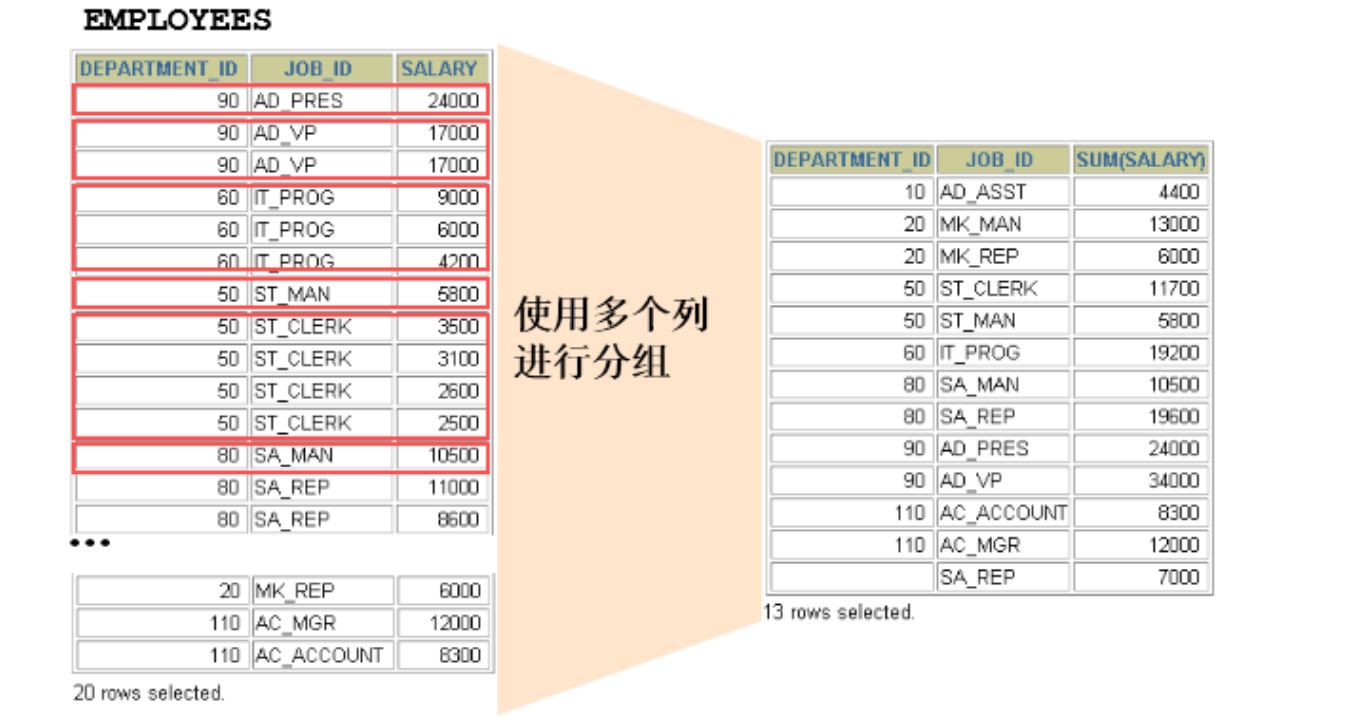 EMPLOYEES
DEPARTMENT_ID JOB_ID SALARY
90 AD_PRES 24000
90 AD_VP 17000
90 AD_VP 17000
60 IT_PROG 9000
60 IT_PROG 6000
60 IT_PROG 4200
50 ST_MAN 5800
50 ST_CLERK 3500
50 ST_CLERK 3100
50 ST_CLERK 2600
50 ST_CLERK 2500
80 SA_MAN 10500
80 SA_REP 11000
80 SA_REP 8600
•••
20 MK_REP 6000
110 AC_MGR 12000
110 AC_ACCOUNT 8300
20 rows selected.
使用多个列
进行分组
DEPARTMENT_ID JOB_ID SUM(SALARY)
10 AD_ASST 4400
20 MK_MAN 13000
20 MK_REP 6000
50 ST_CLERK 11700
50 ST_MAN 5800
60 IT_PROG 19200
80 SA_MAN 10500
80 SA_REP 19600
90 AD_PRES 24000
90 AD_VP 34000
110 AC_ACCOUNT 8300
110 AC_MGR 12000
SA_REP 7000
13 rows selected.